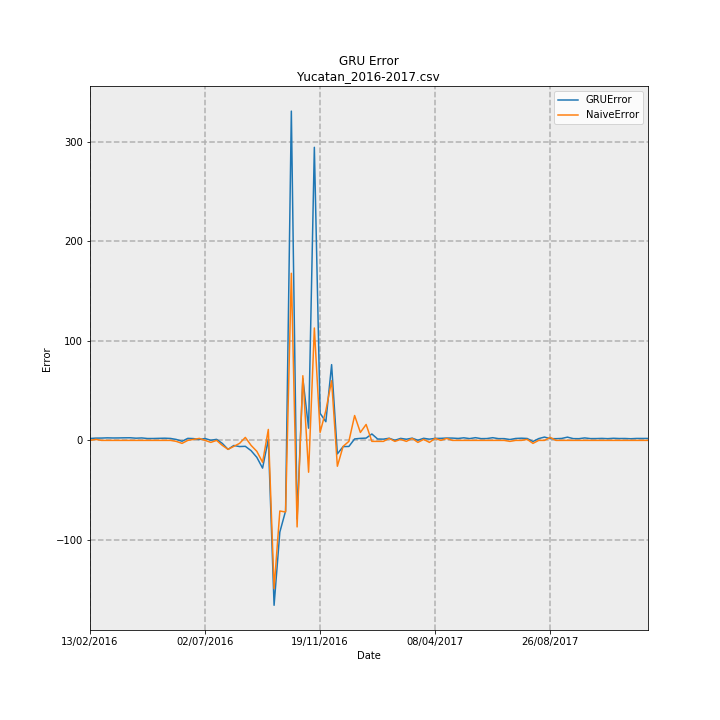 GRU Error
Yucatan_2016-2017.csv
GRUError
NaiveError
300
200
100
0
−100
Error
13/02/2016
02/07/2016
19/11/2016
08/04/2017
26/08/2017
Date